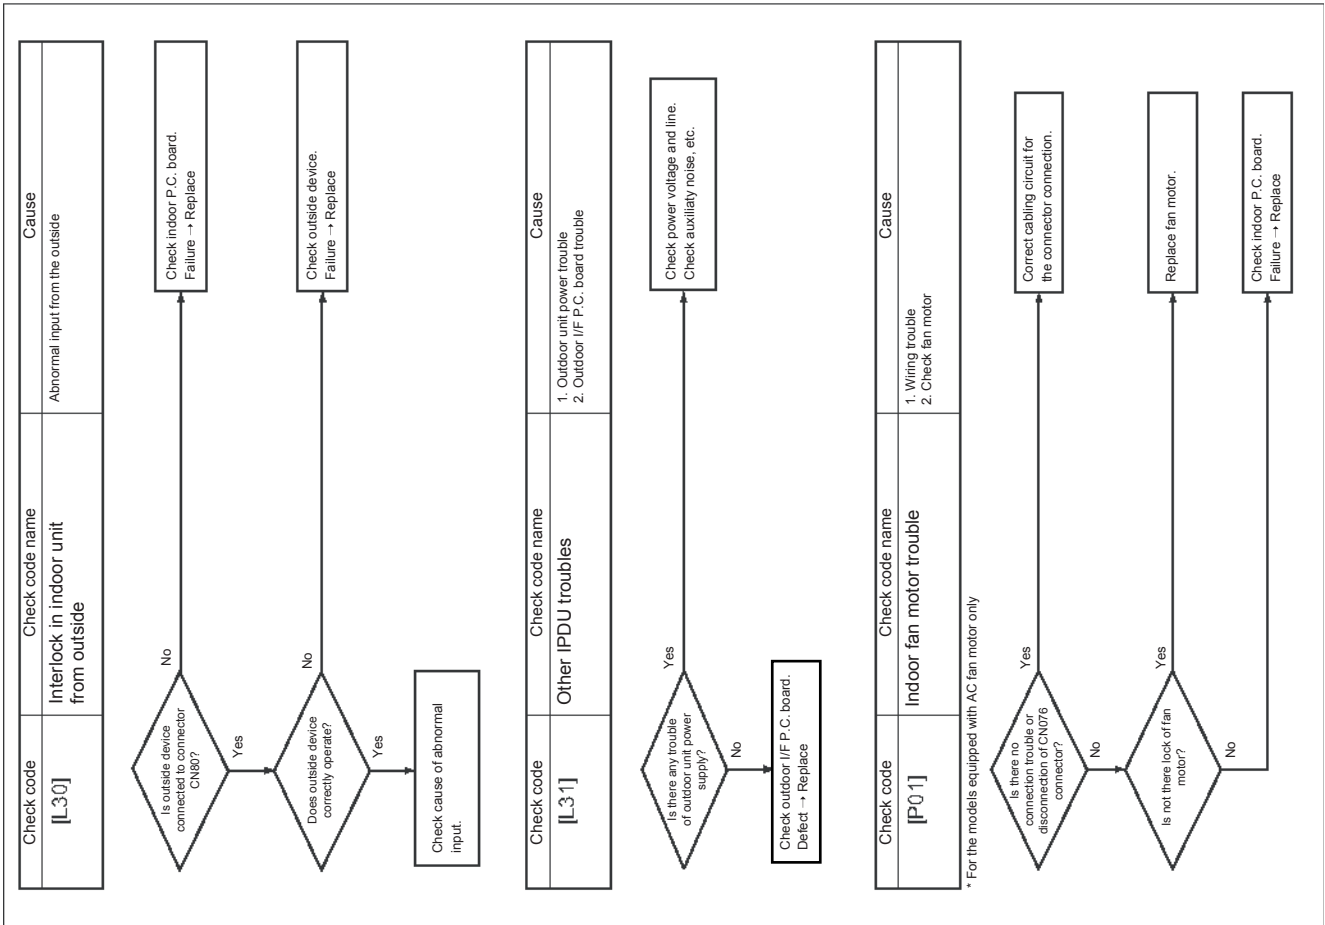 Check code
Check code name
Cause
[L30]
Interlock in indoor unit
from outside
Abnormal input from the outside
Is outside device
connected to connector
CN80?
No
Check indoor P.C. board.
Failure → Replace
Yes
Does outside device
correctly operate?
No
Check outside device.
Failure → Replace
Yes
Check cause of abnormal
input.
Check code
Check code name
Cause
[L31]
Other IPDU troubles
1. Outdoor unit power trouble
2. Outdoor I/F P.C. board trouble
Is there any trouble
of outdoor unit power
supply?
Yes
Check power voltage and line.
Check auxiliaty noise, etc.
No
Check outdoor I/F P.C. board.
Defect → Replace
Check code
Check code name
Cause
[P01]
Indoor fan motor trouble
1. Wiring trouble
2. Check fan motor
* For the models equipped with AC fan motor only
Is there no
connection trouble or
disconnection of CN076
connector?
Yes
Correct cabling circuit for
the connector connection.
No
Is not there lock of fan
motor?
Yes
Replace fan motor.
No
Check indoor P.C. board.
Failure → Replace